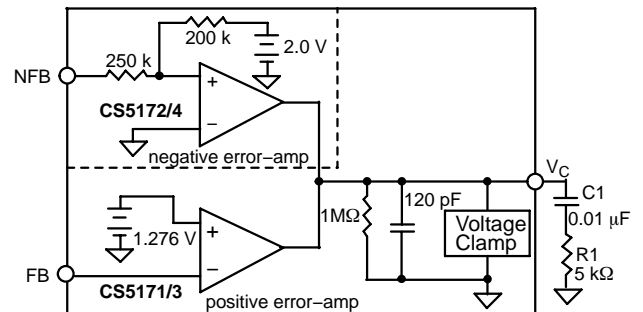 200 k
2.0 V
250 k
NFB
+
CS5172/4
−
negative error−amp
VC
C1
120 pF
0.01 µF
1MΩ
Voltage
Clamp
+
1.276 V
R1
−
FB
5 kΩ
CS5171/3
positive error−amp